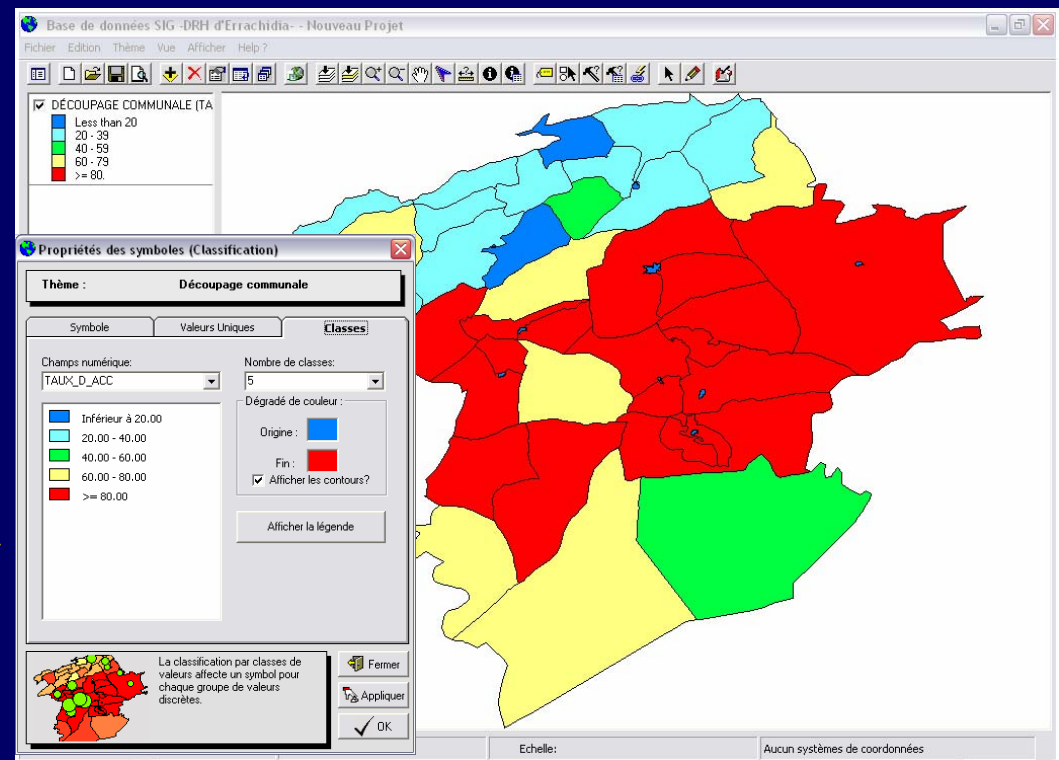 Base de données SIG -DRH d'Errachidia- - Nouveau Projet
Fichier Edition Thème Vue Afficher Help ?
DÉCOUPAGE COMMUNALE (TA
Less than 20
20 - 39
40 - 59
60 - 79
>= 80.
Propriétés des symboles (Classification)
Thème : Découpage communale
Symbole Valeurs Uniques Classes
Champs numérique: Nombre de classes:
TAUX_D_ACC 5
Inférieur à 20.00
20.00 - 40.00
40.00 - 60.00
60.00 - 80.00
>= 80.00
Dégradé de couleur :
Origine :
Fin :
Afficher les contours?
Afficher la légende
La classification par classes de
valeurs affecte un symbol pour
chaque groupe de valeurs
discrètes.
Fermer
Appliquer
OK
Echelle: Aucun systèmes de coordonnées